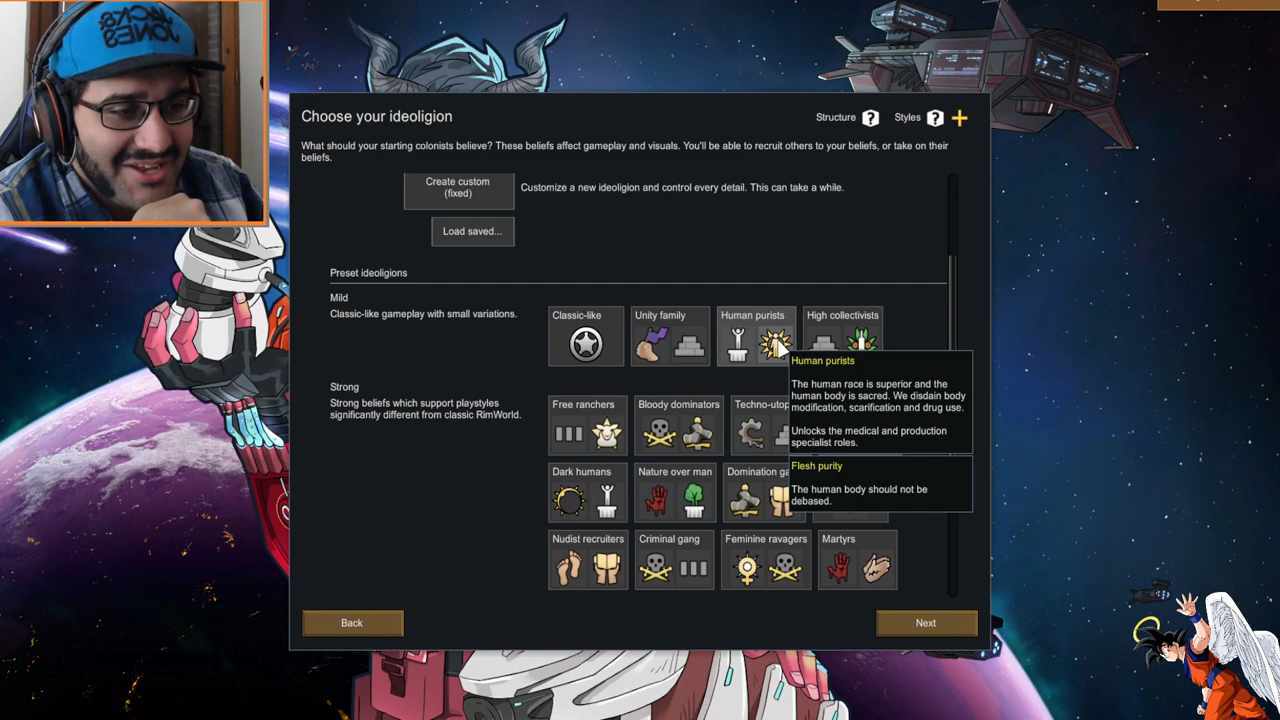 JACKS
JONES
Choose your ideoligion
Structure ?
Styles ? +
What should your starting colonists believe? These beliefs affect gameplay and visuals. You'll be able to recruit others to your beliefs, or take on their
beliefs.
Create custom
(fixed)
Customize a new ideoligion and control every detail. This can take a while.
Load saved...
Preset ideoligions
Mild
Classic-like gameplay with small variations.
Classic-like
Unity family
Human purists
High collectivists
Human purists
The human race is superior and the
human body is sacred. We disdain body
modification, scarification and drug use.
Unlocks the medical and production
specialist roles.
Flesh purity
The human body should not be
debased.
Strong
Strong beliefs which support playstyles
significantly different from classic RimWorld.
Free ranchers
Bloody dominators
Techno-utop
Dark humans
Nature over man
Domination ga
Nudist recruiters
Criminal gang
Feminine ravagers
Martyrs
Back
Next